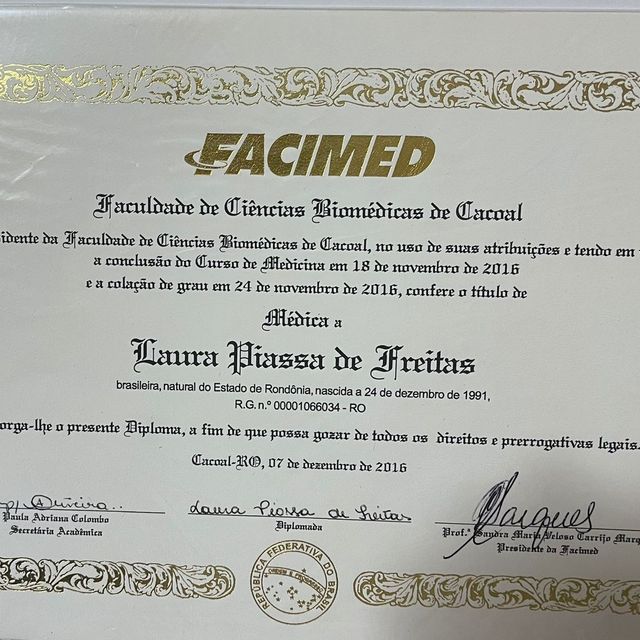 FACIMED
Faculdade de Ciências Biomédicas de Cacoal
da Faculdade de Ciências Biomédicas de Cacoal, no uso de suas atribuições e tendo em
a conclusão do Curso de Medicina em 18 de novembro de 2016
e a colação de grau em 24 de novembro de 2016, confere o título de
Médica a
Laura Piassa de Freitas
brasileira, natural do Estado de Rondônia, nascida a 24 de dezembro de 1991,
R.G. n.º 00001066034 - RO
o presente Diploma, a fim de que possa gozar de todos os direitos e prerrogativas legais.
Cacoal-RO, 07 de dezembro de 2016
Laura Piassa de Freitas
Paula Adriana Colombo
Secretária Acadêmica
Diplomada
Prof.ª Sandra Maria Veloso Carrijo
Presidente da Facimed
REPÚBLICA FEDERATIVA DO BRASIL